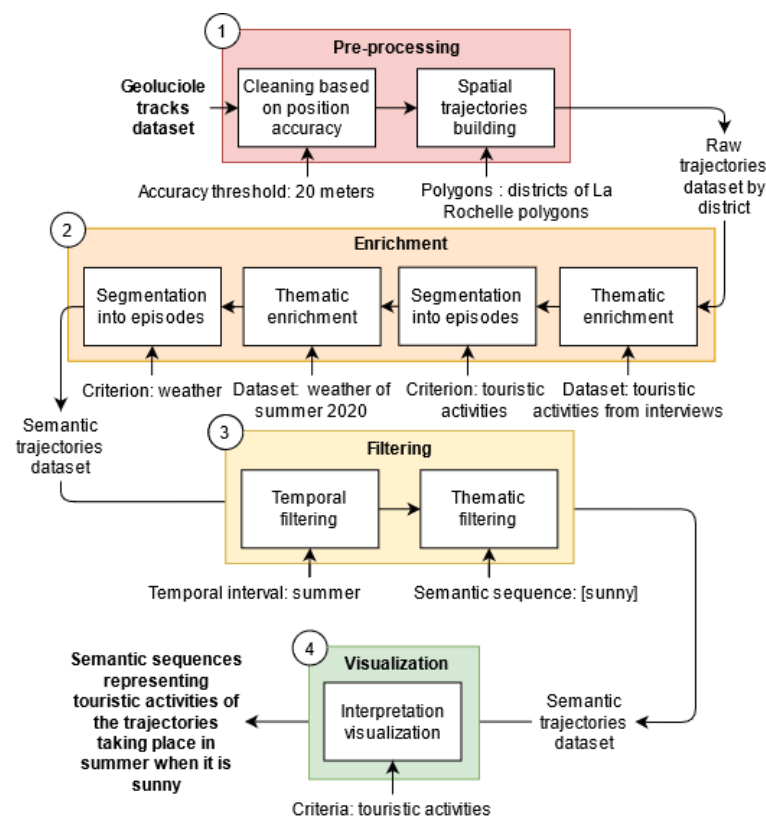 1
Pre-processing
Geoluciole
tracks
dataset
Cleaning based
on position
accuracy
Spatial
trajectories
building
Raw
trajectories
dataset by
district
Accuracy threshold: 20 meters
Polygons : districts of La
Rochelle polygons
2
Enrichment
Segmentation
into episodes
Thematic
enrichment
Segmentation
into episodes
Thematic
enrichment
Criterion: weather
Dataset: weather of
summer 2020
Criterion: touristic
activities
Dataset: touristic
activities from interviews
Semantic
trajectories
dataset
3
Filtering
Temporal
filtering
Thematic
filtering
Temporal interval: summer
Semantic sequence: [sunny]
4
Visualization
Semantic sequences
representing
touristic activities of
the trajectories
taking place in
summer when it is
sunny
Interpretation
visualization
Semantic
trajectories
dataset
Criteria: touristic activities